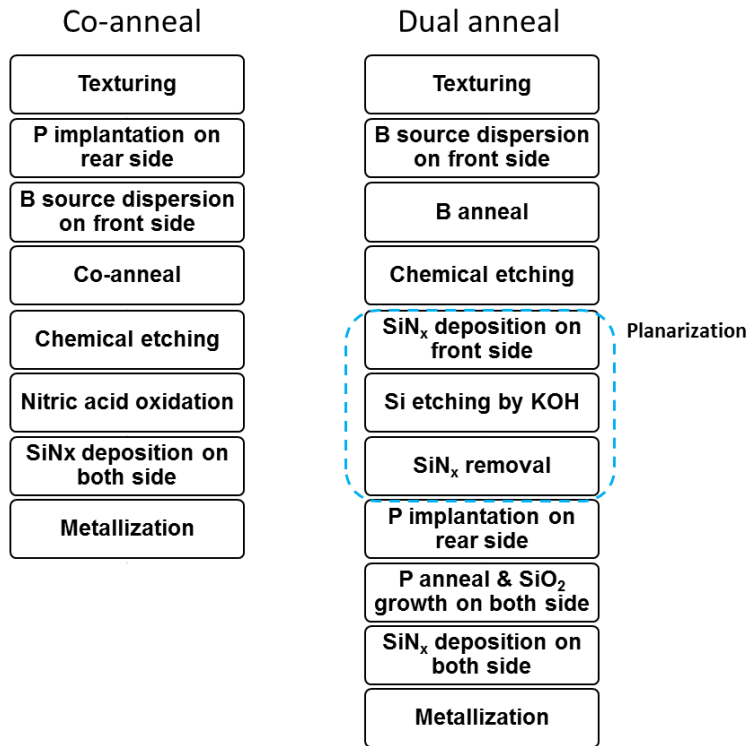 Co-anneal
Texturing
P implantation on
rear side
B source dispersion
on front side
Co-anneal
Chemical etching
Nitric acid oxidation
SiNx deposition on
both side
Metallization
Dual anneal
Texturing
B source dispersion
on front side
B anneal
Chemical etching
SiNₓ deposition on
front side
Si etching by KOH
SiNₓ removal
Planarization
P implantation on
rear side
P anneal & SiO₂
growth on both side
SiNₓ deposition on
both side
Metallization